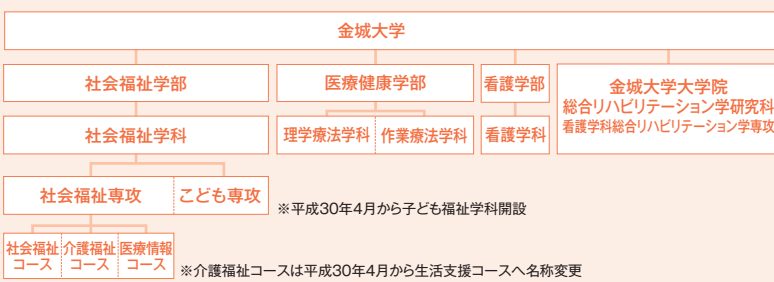 金城大学
社会福祉学部
医療健康学部
看護学部
金城大学大学院
総合リハビリテーション学研究科
看護学科総合リハビリテーション学専攻
社会福祉学科
理学療法学科
作業療法学科
看護学科
社会福祉専攻
こども専攻
※平成30年4月から子ども福祉学科開設
社会福祉
コース
介護福祉
コース
医療情報
コース
※介護福祉コースは平成30年4月から生活支援コースへ名称変更